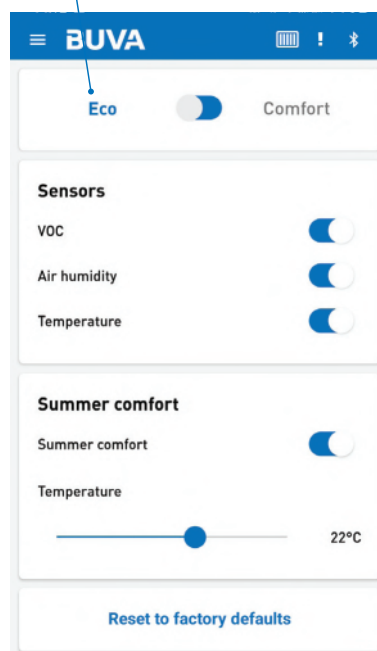 BUVA
Eco Comfort
Sensors
VOC
Air humidity
Temperature
Summer comfort
Summer comfort
Temperature
22°C
Reset to factory defaults